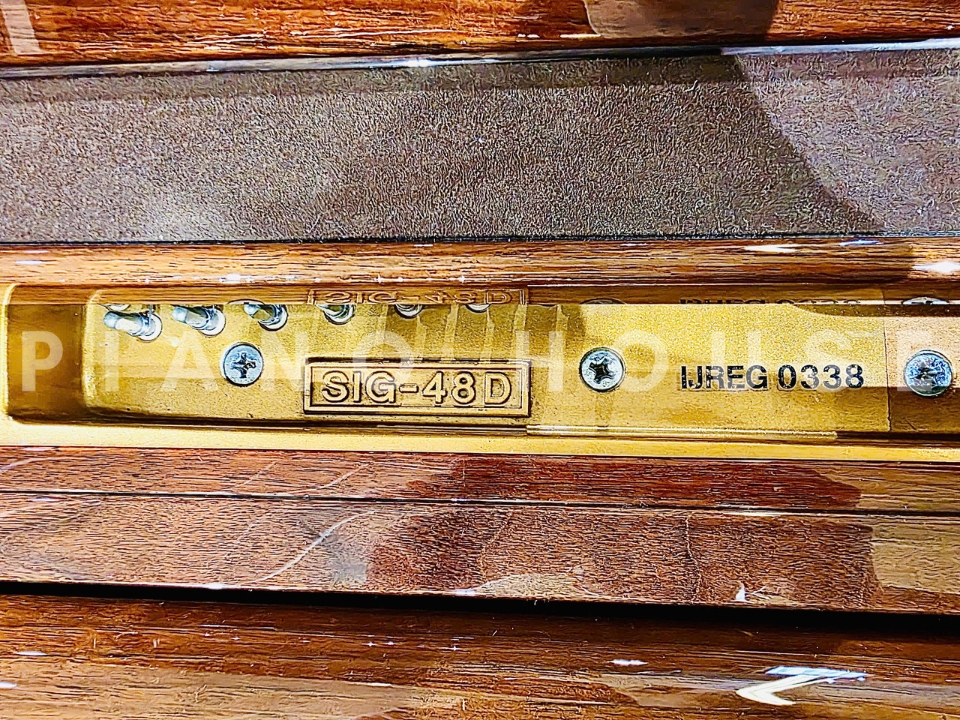 PIANO HOUSE
SIG-48D
IJREG 0338